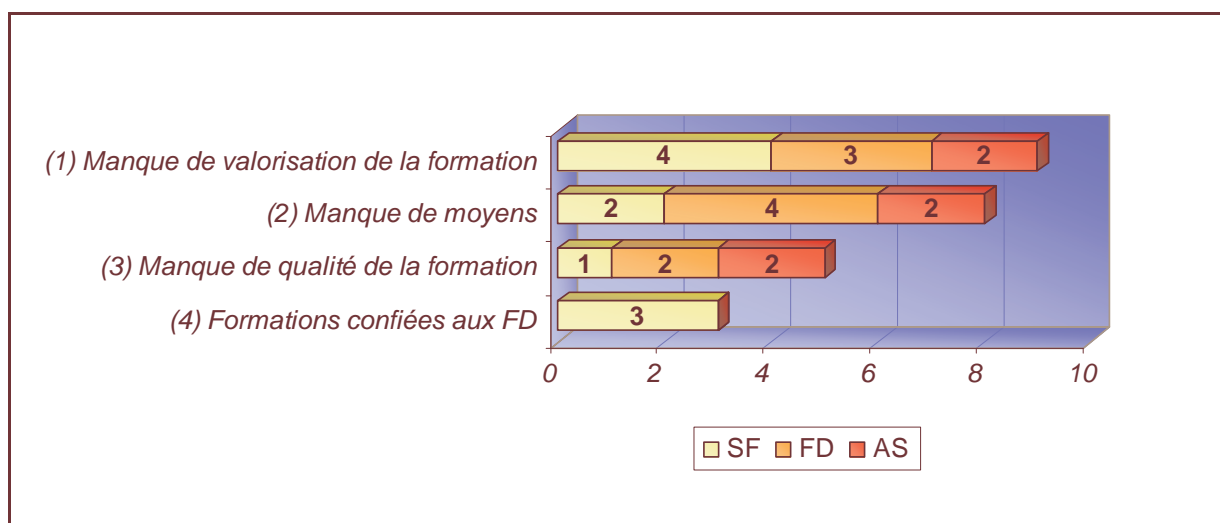 (1) Manque de valorisation de la formation
4 3 2
(2) Manque de moyens
2 4 2
(3) Manque de qualité de la formation
1 2 2
(4) Formations confiées aux FD
3
0 2 4 6 8 10
SF FD AS